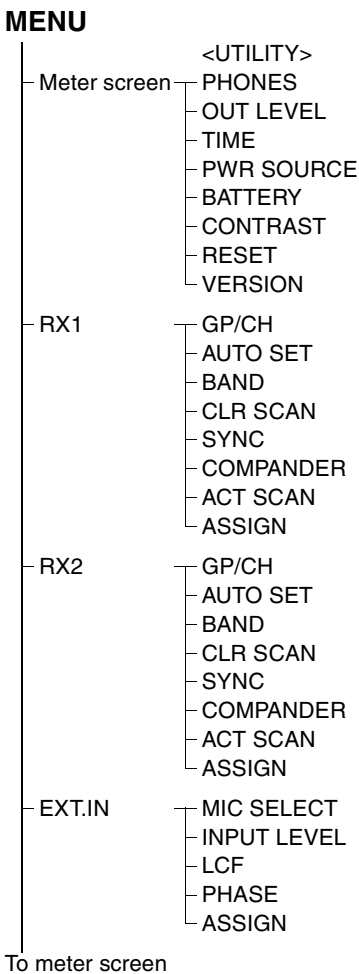 MENU
<UTILITY>
Meter screen PHONES
OUT LEVEL
TIME
PWR SOURCE
BATTERY
CONTRAST
RESET
VERSION
RX1 GP/CH
AUTO SET
BAND
CLR SCAN
SYNC
COMPANDER
ACT SCAN
ASSIGN
RX2 GP/CH
AUTO SET
BAND
CLR SCAN
SYNC
COMPANDER
ACT SCAN
ASSIGN
EXT.IN MIC SELECT
INPUT LEVEL
LCF
PHASE
ASSIGN
To meter screen